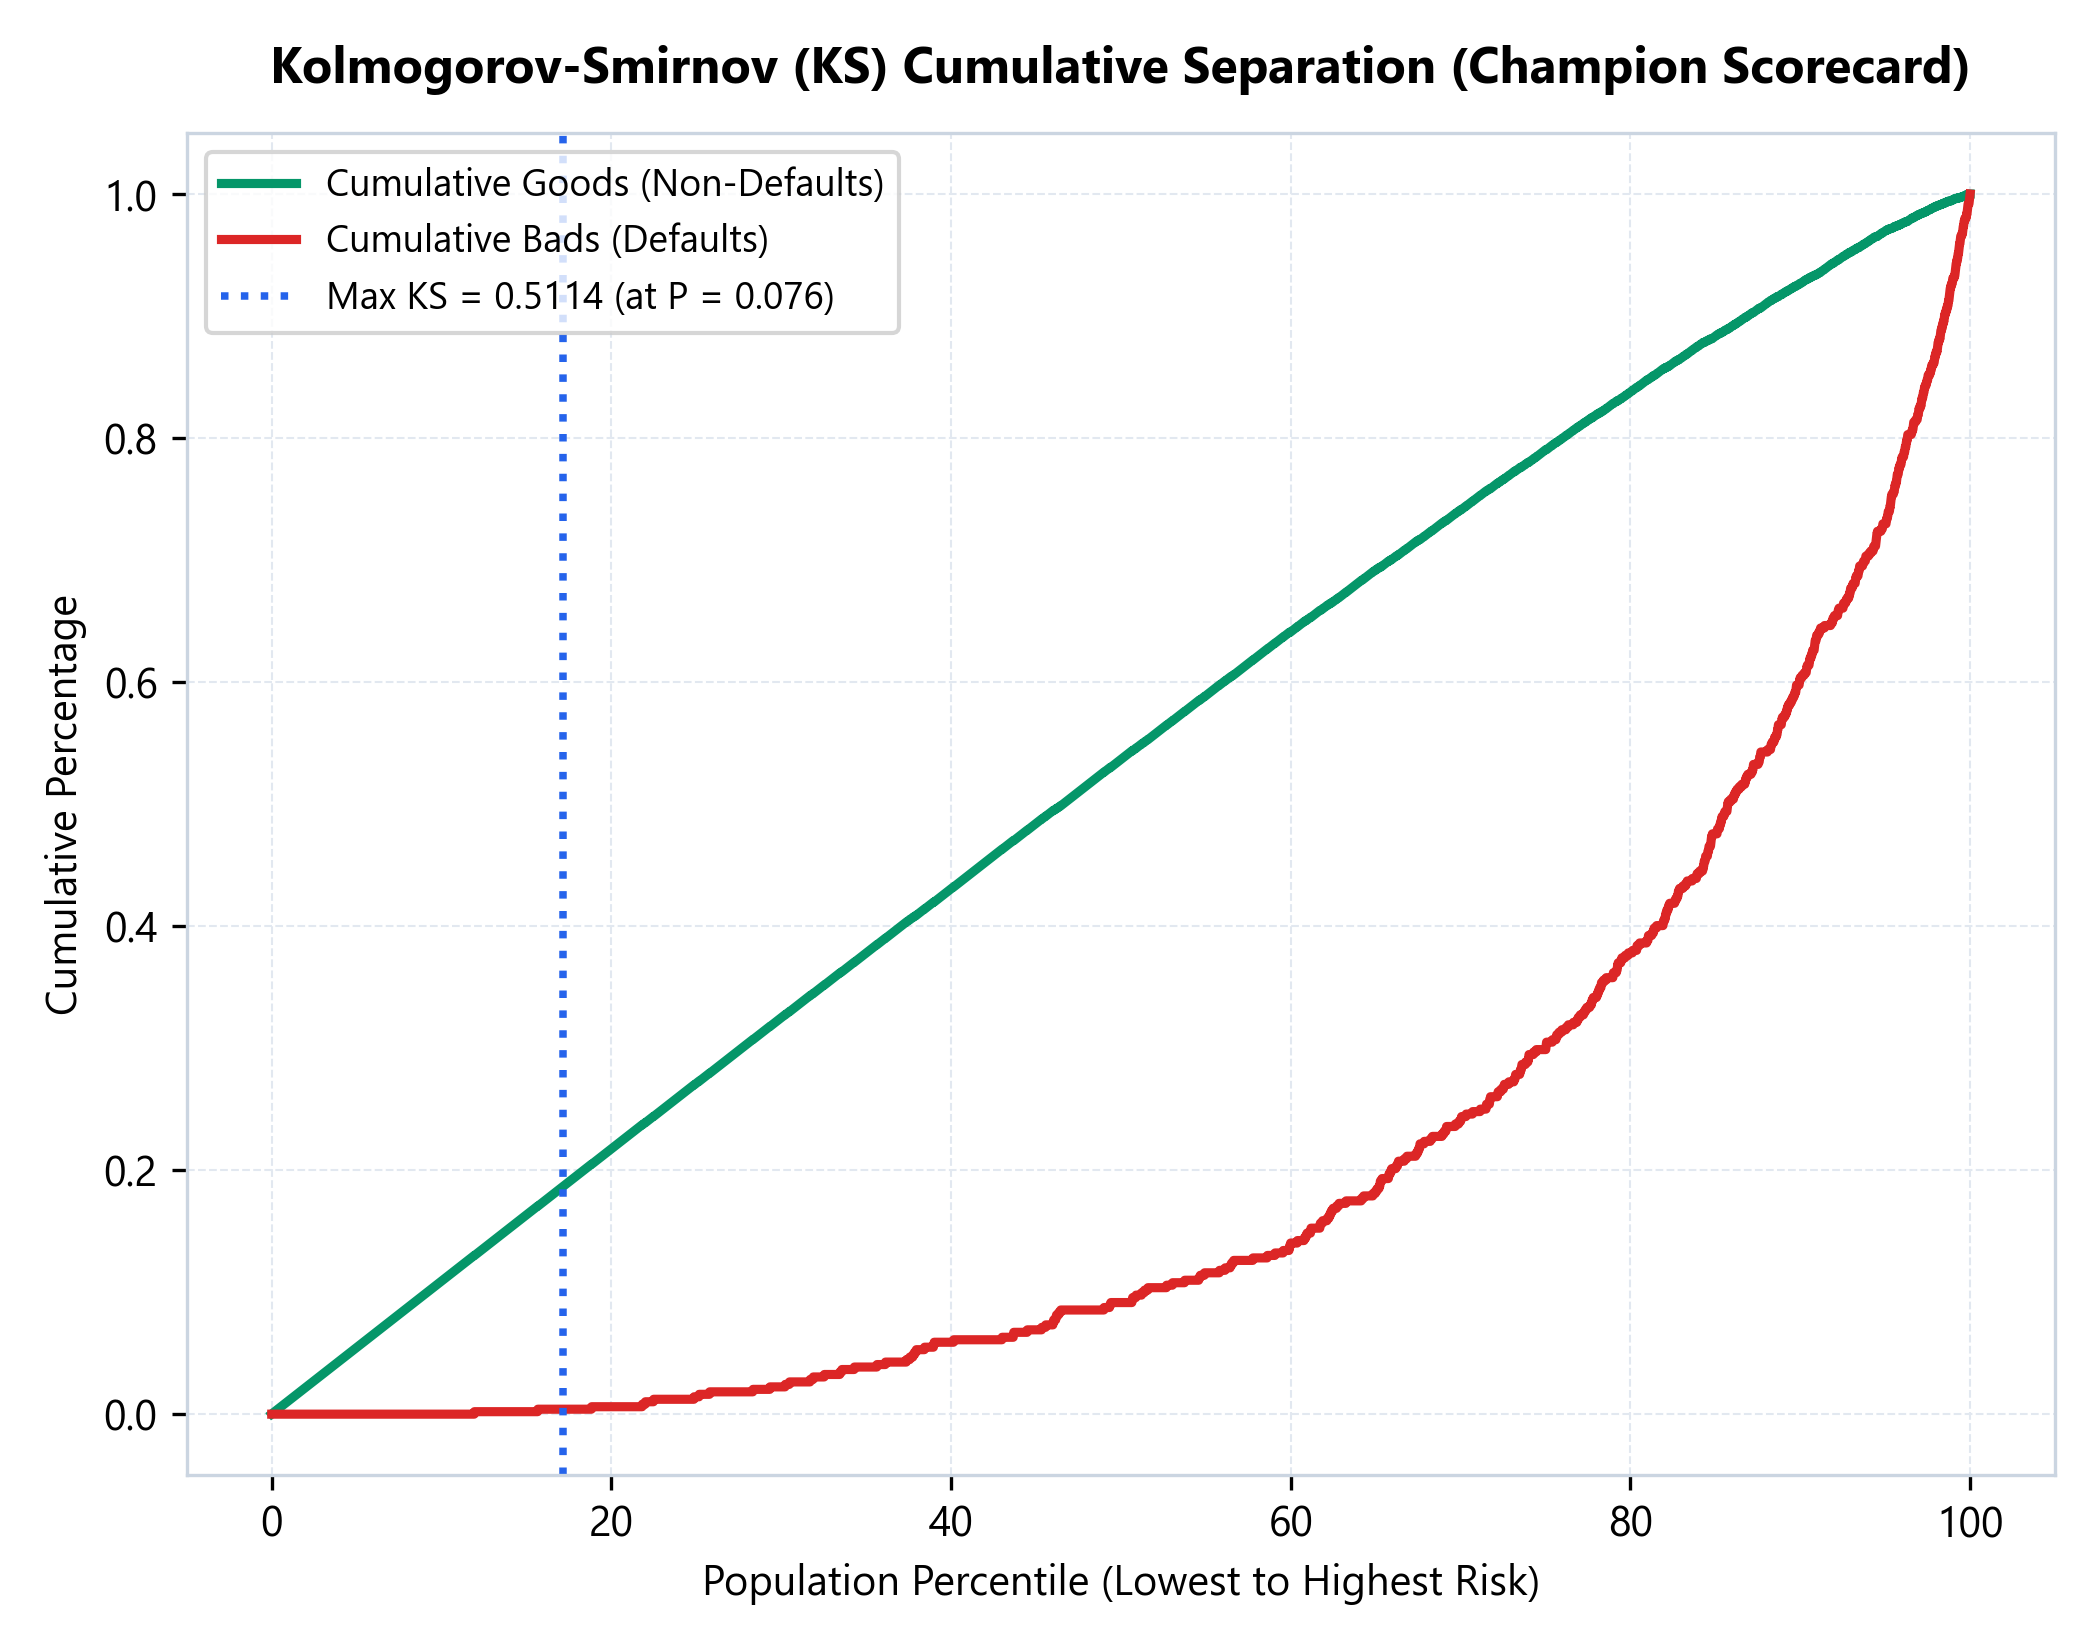 Kolmogorov-Smirnov (KS) Cumulative Separation (Champion Scorecard)
Cumulative Goods (Non-Defaults)
Cumulative Bads (Defaults)
Max KS = 0.5114 (at P = 0.076)
Cumulative Percentage
1.0
0.8
0.6
0.4
0.2
0.0
0 20 40 60 80 100
Population Percentile (Lowest to Highest Risk)